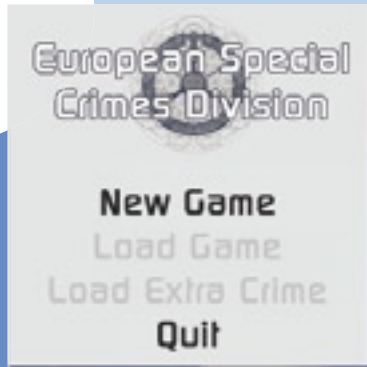 European Special
Crimes Division
New Game
Load Game
Load Extra Crime
Quit